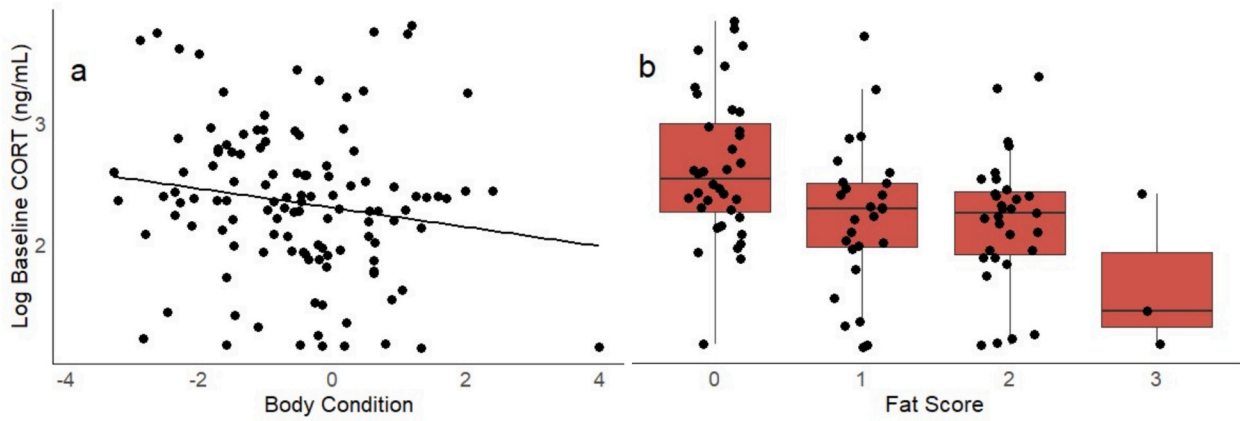 Log Baseline CORT (ng/mL)
a
b
3
2
-4 -2 0 2 4
0 1 2 3
Body Condition
Fat Score